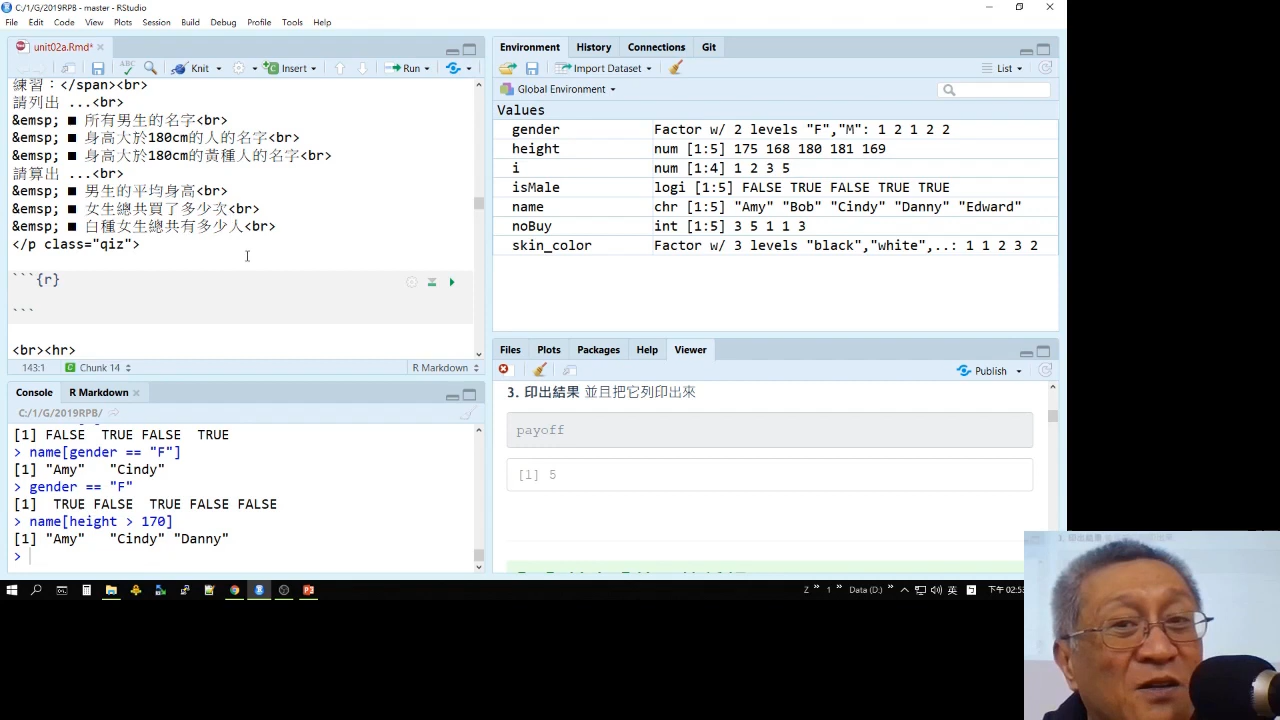 C:/1/G/2019RPB - master - RStudio
File Edit Code View Plots Session Build Debug Profile Tools Help
unit02a.Rmd*
ABC Knit Insert Run
練習：</span><br>
請列出 ...<br>
&emsp; ■ 所有男生的名字<br>
&emsp; ■ 身高大於180cm的人的名字<br>
&emsp; ■ 身高大於180cm的黃種人的名字<br>
請算出 ...<br>
&emsp; ■ 男生的平均身高<br>
&emsp; ■ 女生總共買了多少次<br>
&emsp; ■ 白種女生總共有多少人<br>
</p class="qiz">
```{r}
```
<br><hr>
143:1 C Chunk 14 R Markdown
Console R Markdown
C:/1/G/2019RPB/
[1] FALSE  TRUE FALSE  TRUE
> name[gender == "F"]
[1] "Amy"   "Cindy"
> gender == "F"
[1]  TRUE FALSE  TRUE FALSE FALSE
> name[height > 170]
[1] "Amy"   "Cindy" "Danny"
>
Environment History Connections Git
Import Dataset List
Global Environment
Values
gender Factor w/ 2 levels "F","M": 1 2 1 2 2
height num [1:5] 175 168 180 181 169
i num [1:4] 1 2 3 5
isMale logi [1:5] FALSE TRUE FALSE TRUE TRUE
name chr [1:5] "Amy" "Bob" "Cindy" "Danny" "Edward"
noBuy int [1:5] 3 5 1 1 3
skin_color Factor w/ 3 levels "black","white",..: 1 1 2 3 2
Files Plots Packages Help Viewer
Publish
3. 印出結果 並且把它列印出來
payoff
[1] 5
Z » 1 » Data (D:) » 英 下午 02:5